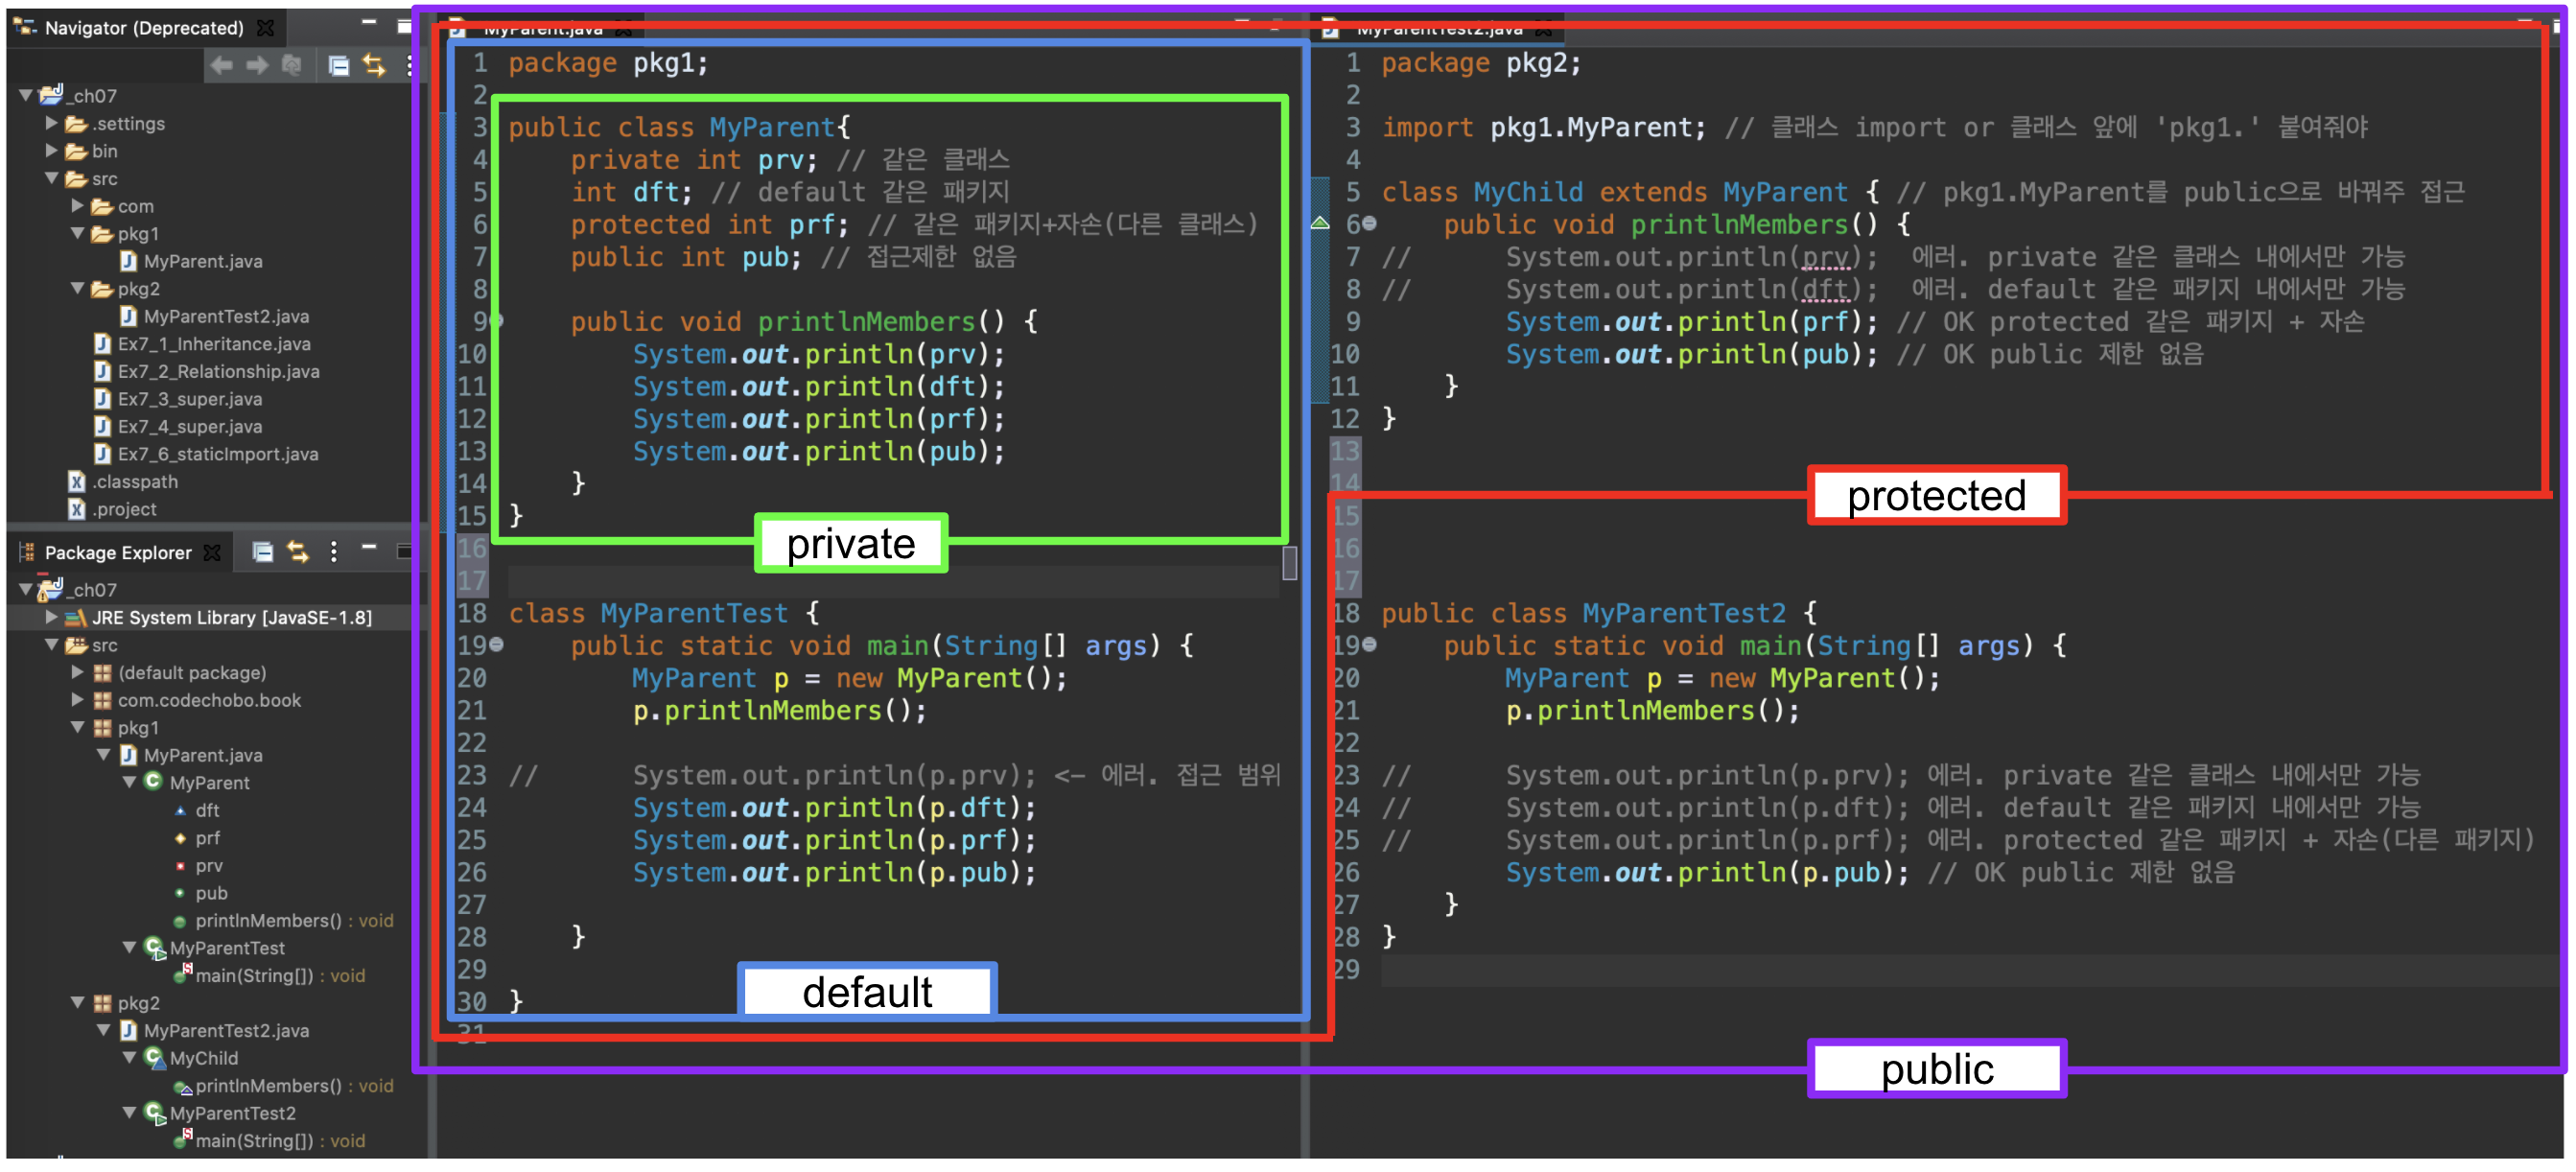 Navigator (Deprecated)
_ch07
.settings
bin
src
com
pkg1
MyParent.java
pkg2
MyParentTest2.java
Ex7_1_Inheritance.java
Ex7_2_Relationship.java
Ex7_3_super.java
Ex7_4_super.java
Ex7_6_staticImport.java
.classpath
.project
Package Explorer
_ch07
JRE System Library [JavaSE-1.8]
src
(default package)
com.codechobo.book
pkg1
MyParent.java
MyParent
dft
prf
prv
pub
printlnMembers() : void
MyParentTest
main(String[]) : void
pkg2
MyParentTest2.java
MyChild
printlnMembers() : void
MyParentTest2
main(String[]) : void
MyParent.java
1 package pkg1;
2
3 public class MyParent{
4 private int prv; // 같은 클래스
5 int dft; // default 같은 패키지
6 protected int prf; // 같은 패키지+자손(다른 클래스)
7 public int pub; // 접근제한 없음
8
9 public void printlnMembers() {
10 System.out.println(prv);
11 System.out.println(dft);
12 System.out.println(prf);
13 System.out.println(pub);
14 }
15 }
private
16
17
18 class MyParentTest {
19 public static void main(String[] args) {
20 MyParent p = new MyParent();
21 p.printlnMembers();
22
23 // System.out.println(p.prv); <- 에러. 접근 범위
24 System.out.println(p.dft);
25 System.out.println(p.prf);
26 System.out.println(p.pub);
27
28 }
29
default
30 }
31
MyParentTest2.java
1 package pkg2;
2
3 import pkg1.MyParent; // 클래스 import or 클래스 앞에 'pkg1.' 붙여줘야
4
5 class MyChild extends MyParent { // pkg1.MyParent를 public으로 바꿔주 접근
6 public void printlnMembers() {
7 // System.out.println(prv); 에러. private 같은 클래스 내에서만 가능
8 // System.out.println(dft); 에러. default 같은 패키지 내에서만 가능
9 System.out.println(prf); // OK protected 같은 패키지 + 자손
10 System.out.println(pub); // OK public 제한 없음
11 }
12 }
13
14
protected
15
16
17
18 public class MyParentTest2 {
19 public static void main(String[] args) {
20 MyParent p = new MyParent();
21 p.printlnMembers();
22
23 // System.out.println(p.prv); 에러. private 같은 클래스 내에서만 가능
24 // System.out.println(p.dft); 에러. default 같은 패키지 내에서만 가능
25 // System.out.println(p.prf); 에러. protected 같은 패키지 + 자손(다른 패키지)
26 System.out.println(p.pub); // OK public 제한 없음
27 }
28 }
29
public